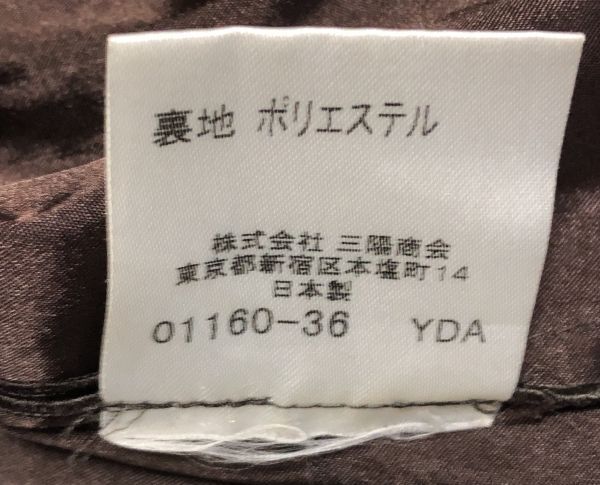 裏地 ポリエステル
株式会社 三陽商会
東京都新宿区本塩町14
日本製
01160-36 YDA